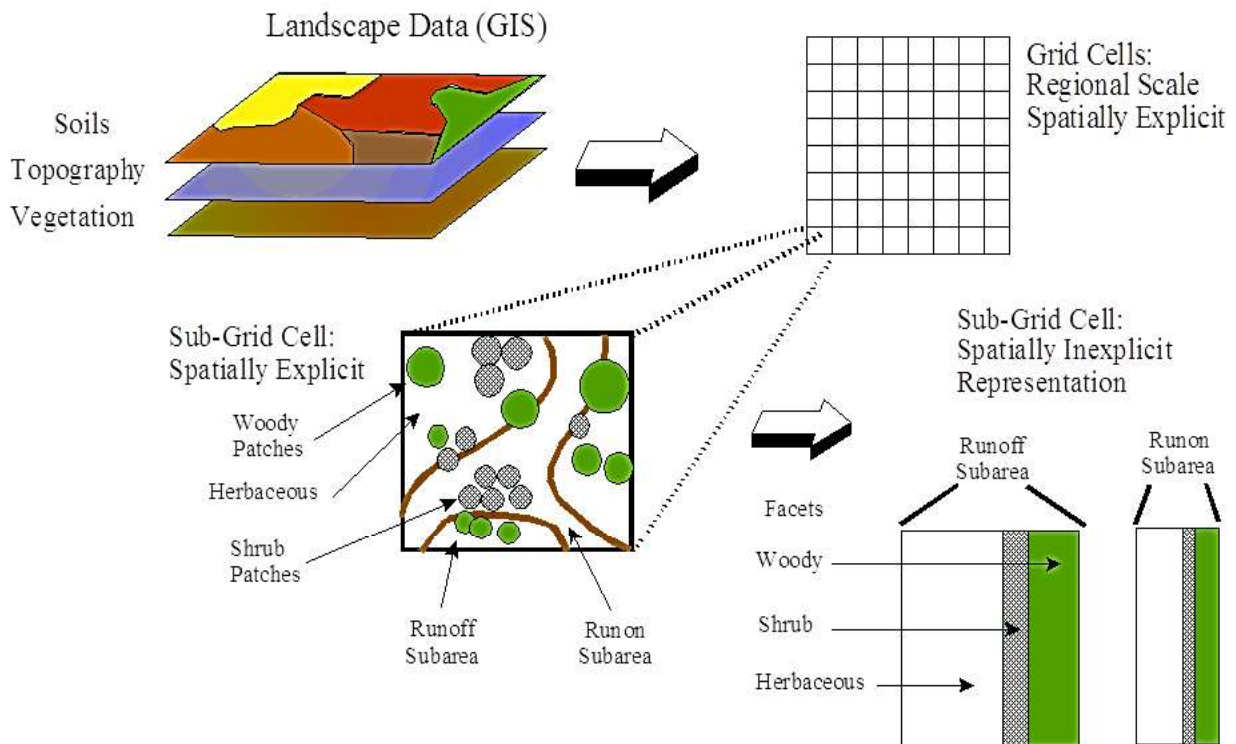 Landscape Data (GIS)
Soils
Topography
Vegetation
Grid Cells:
Regional Scale
Spatially Explicit
Sub-Grid Cell:
Spatially Explicit
Woody
Patches
Herbaceous
Shrub
Patches
Runoff
Subarea
Runon
Subarea
Sub-Grid Cell:
Spatially Inexplicit
Representation
Runoff
Subarea
Runon
Subarea
Facets
Woody
Shrub
Herbaceous